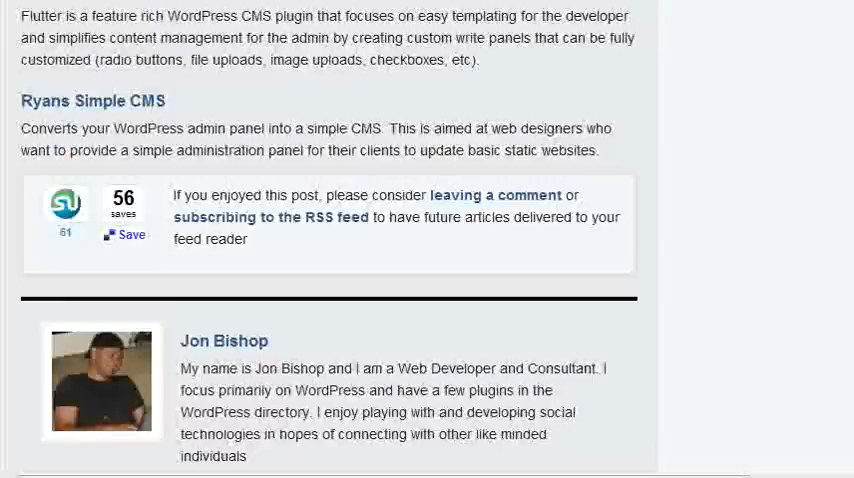 Flutter is a feature rich WordPress CMS plugin that focuses on easy templating for the developer
and simplifies content management for the admin by creating custom write panels that can be fully
customized (radio buttons, file uploads, image uploads, checkboxes, etc).
Ryans Simple CMS
Converts your WordPress admin panel into a simple CMS. This is aimed at web designers who
want to provide a simple administration panel for their clients to update basic static websites.
61
56
saves
Save
If you enjoyed this post, please consider leaving a comment or
subscribing to the RSS feed to have future articles delivered to your
feed reader
Jon Bishop
My name is Jon Bishop and I am a Web Developer and Consultant. I
focus primarily on WordPress and have a few plugins in the
WordPress directory. I enjoy playing with and developing social
technologies in hopes of connecting with other like minded
individuals